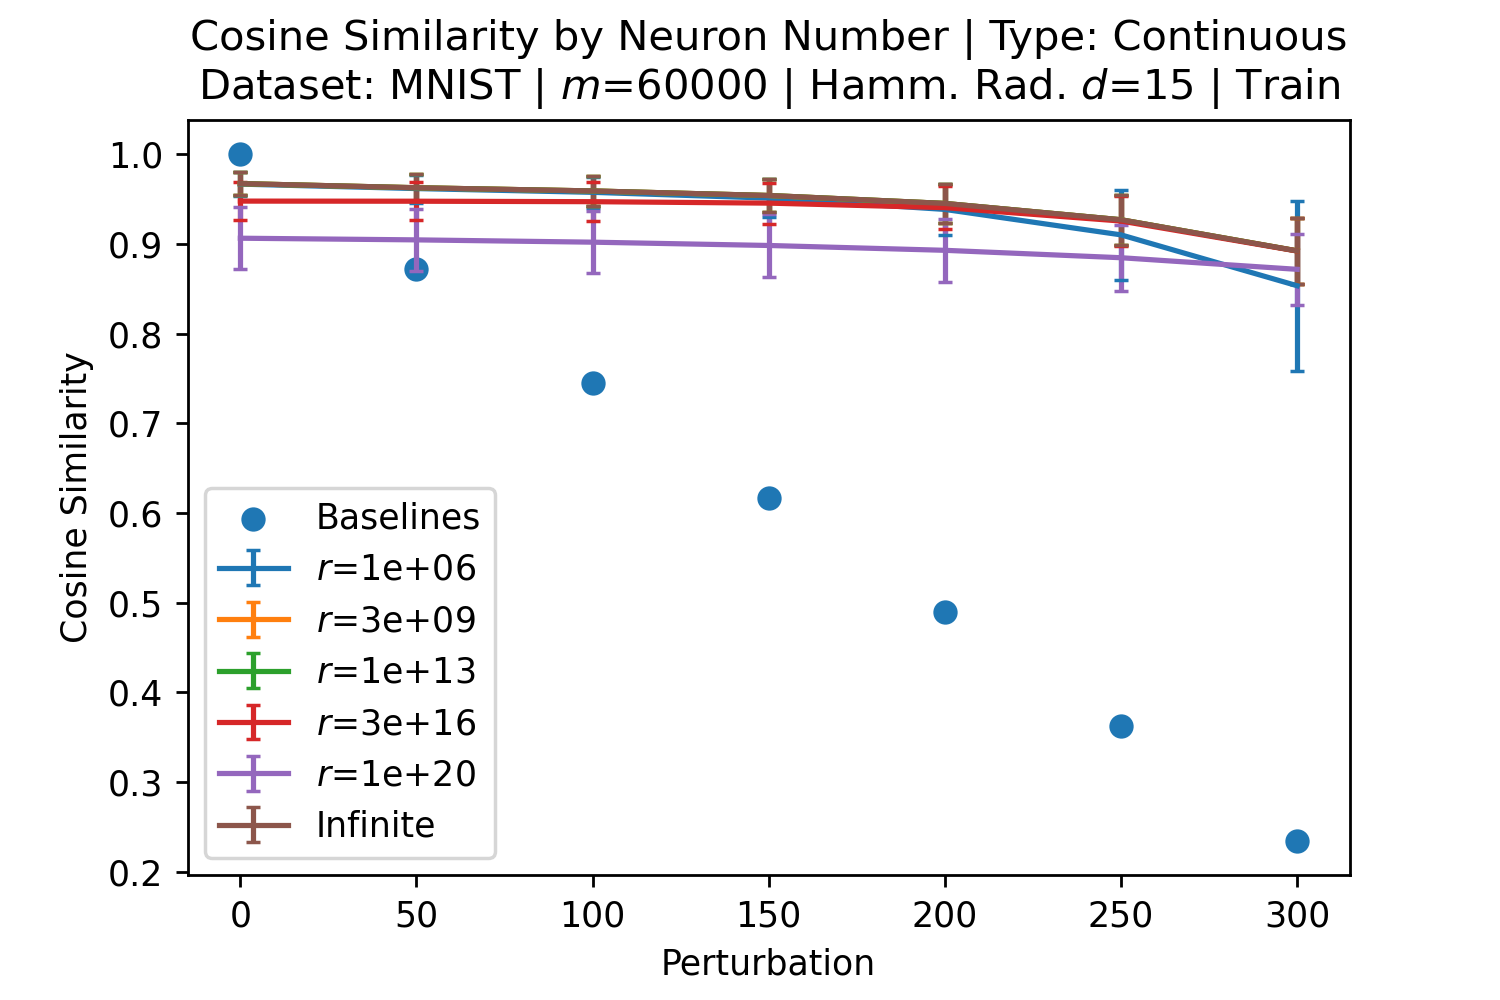 Cosine Similarity by Neuron Number | Type: Continuous
Dataset: MNIST | m=60000 | Hamm. Rad. d=15 | Train
Cosine Similarity
1.0
0.9
0.8
0.7
0.6
0.5
0.4
0.3
0.2
Baselines
r=1e+06
r=3e+09
r=1e+13
r=3e+16
r=1e+20
Infinite
0 50 100 150 200 250 300
Perturbation